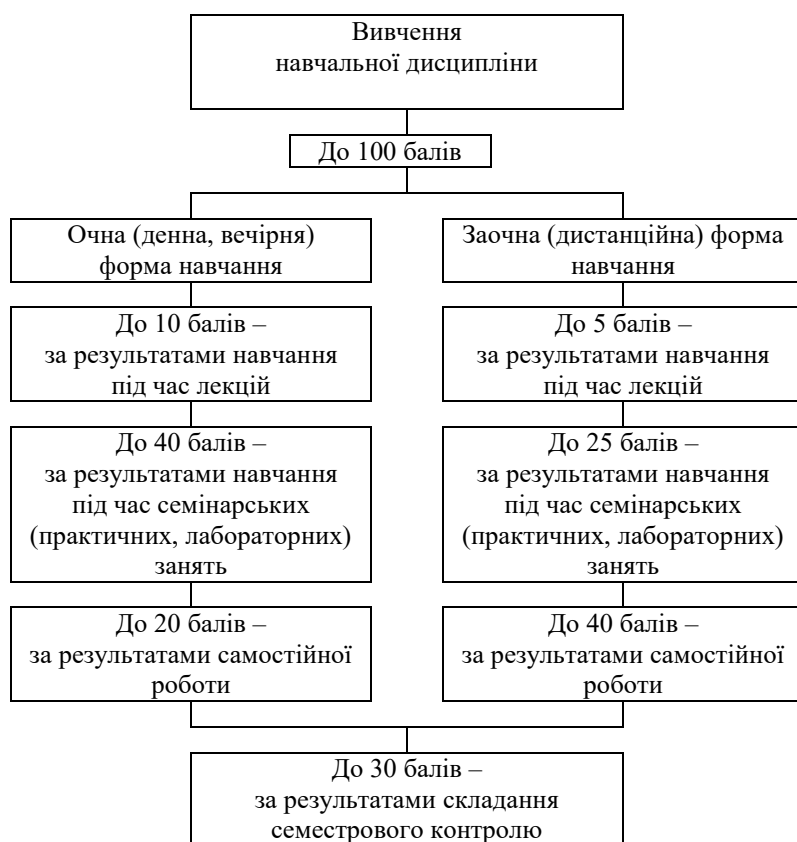 Вивчення
навчальної дисципліни
До 100 балів
Очна (денна, вечірня)
форма навчання
Заочна (дистанційна) форма
навчання
До 10 балів –
за результатами навчання
під час лекцій
До 5 балів –
за результатами навчання
під час лекцій
До 40 балів –
за результатами навчання
під час семінарських
(практичних, лабораторних)
занять
До 25 балів –
за результатами навчання
під час семінарських
(практичних, лабораторних)
занять
До 20 балів –
за результатами самостійної
роботи
До 40 балів –
за результатами самостійної
роботи
До 30 балів –
за результатами складання
семестрового контролю